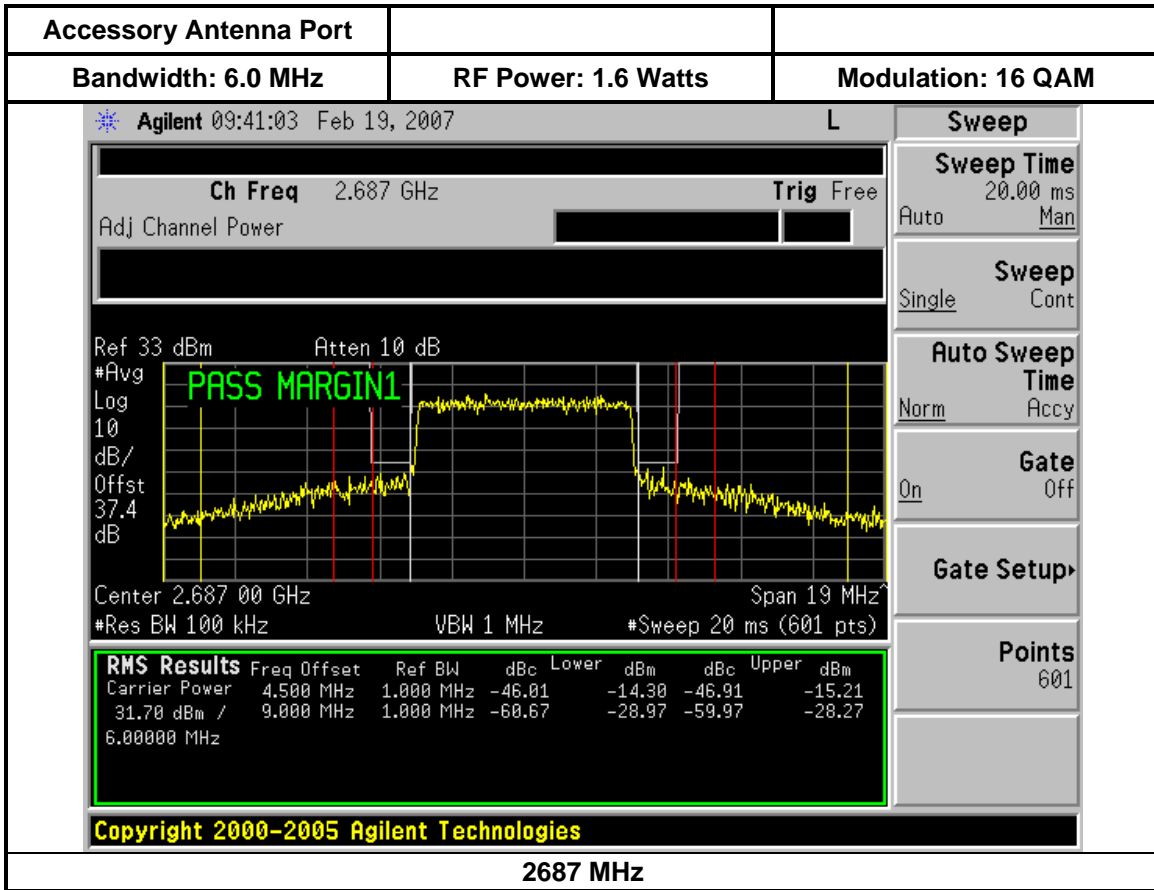 Accessory Antenna Port
Bandwidth: 6.0 MHz RF Power: 1.6 Watts Modulation: 16 QAM
Agilent 09:41:03 Feb 19, 2007 L Sweep
Ch Freq 2.687 GHz Trig Free
Adj Channel Power
Sweep Time
20.00 ms
Auto Man
Sweep
Single Cont
Ref 33 dBm Atten 10 dB
#Avg
Log
10
dB/
Offst
37.4
dB
PASS MARGIN1
Auto Sweep
Time
Norm Accy
Gate
On Off
Gate Setup
Center 2.687 00 GHz Span 19 MHz^
#Res BW 100 kHz VBW 1 MHz #Sweep 20 ms (601 pts)
Points
601
RMS Results Freq Offset Ref BW dBc Lower dBm dBc Upper dBm
Carrier Power 4.500 MHz 1.000 MHz -46.01 -14.30 -46.91 -15.21
31.70 dBm / 9.000 MHz 1.000 MHz -60.67 -28.97 -59.97 -28.27
6.00000 MHz
Copyright 2000-2005 Agilent Technologies
2687 MHz